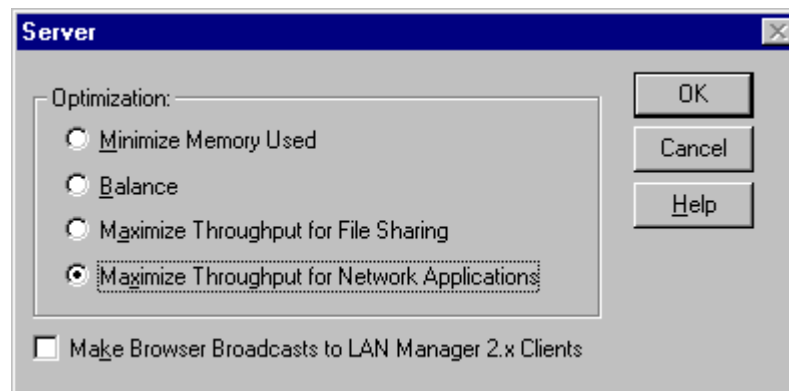 Server
Optimization:
Minimize Memory Used
Balance
Maximize Throughput for File Sharing
Maximize Throughput for Network Applications
Make Browser Broadcasts to LAN Manager 2.x Clients
OK
Cancel
Help